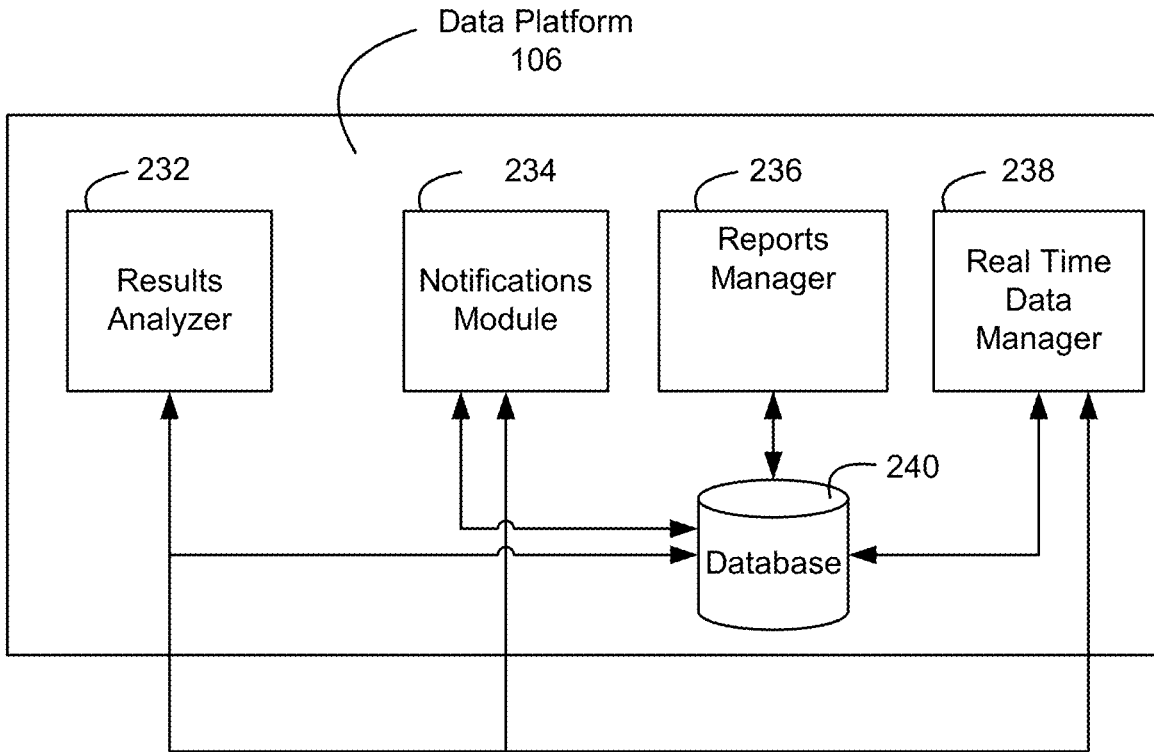 Data Platform
106
232
234
236
238
Results
Analyzer
Notifications
Module
Reports
Manager
Real Time
Data
Manager
240
Database